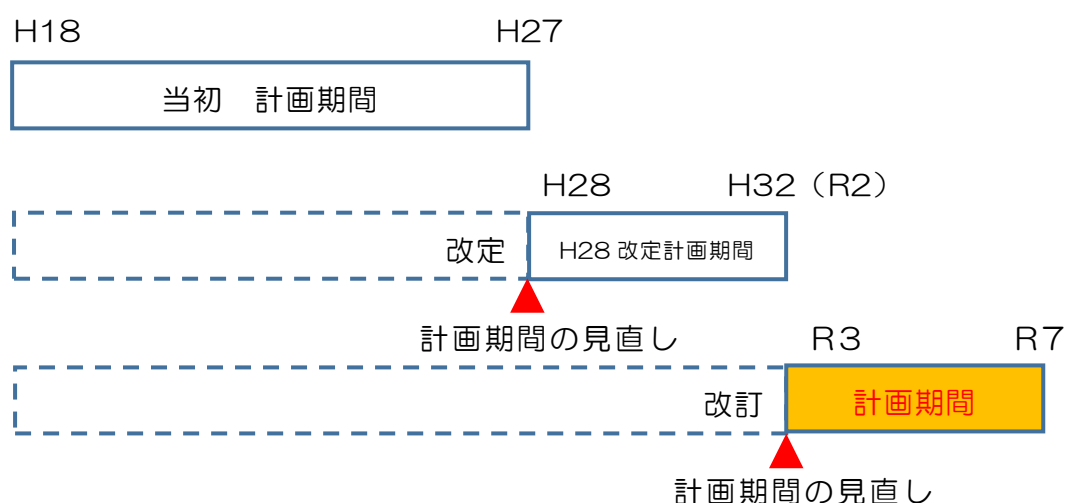 H18 H27
当初　計画期間
H28 H32（R2）
改定 H28 改定計画期間
計画期間の見直し R3 R7
改訂 計画期間
計画期間の見直し